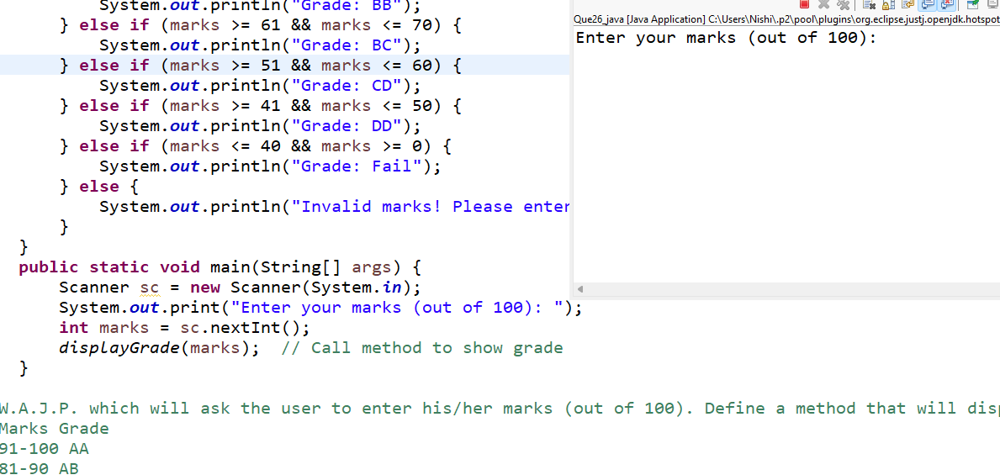 System.out.println("Grade: BB");
} else if (marks >= 61 && marks <= 70) {
System.out.println("Grade: BC");
} else if (marks >= 51 && marks <= 60) {
System.out.println("Grade: CD");
} else if (marks >= 41 && marks <= 50) {
System.out.println("Grade: DD");
} else if (marks <= 40 && marks >= 0) {
System.out.println("Grade: Fail");
} else {
System.out.println("Invalid marks! Please enter
}
}
public static void main(String[] args) {
Scanner sc = new Scanner(System.in);
System.out.print("Enter your marks (out of 100): ");
int marks = sc.nextInt();
displayGrade(marks);  // Call method to show grade
}
W.A.J.P. which will ask the user to enter his/her marks (out of 100). Define a method that will disp
Marks Grade
91-100 AA
81-90 AB
Que26_java [Java Application] C:\Users\Nishi\.p2\pool\plugins\org.eclipse.justj.openjdk.hotspot
Enter your marks (out of 100):